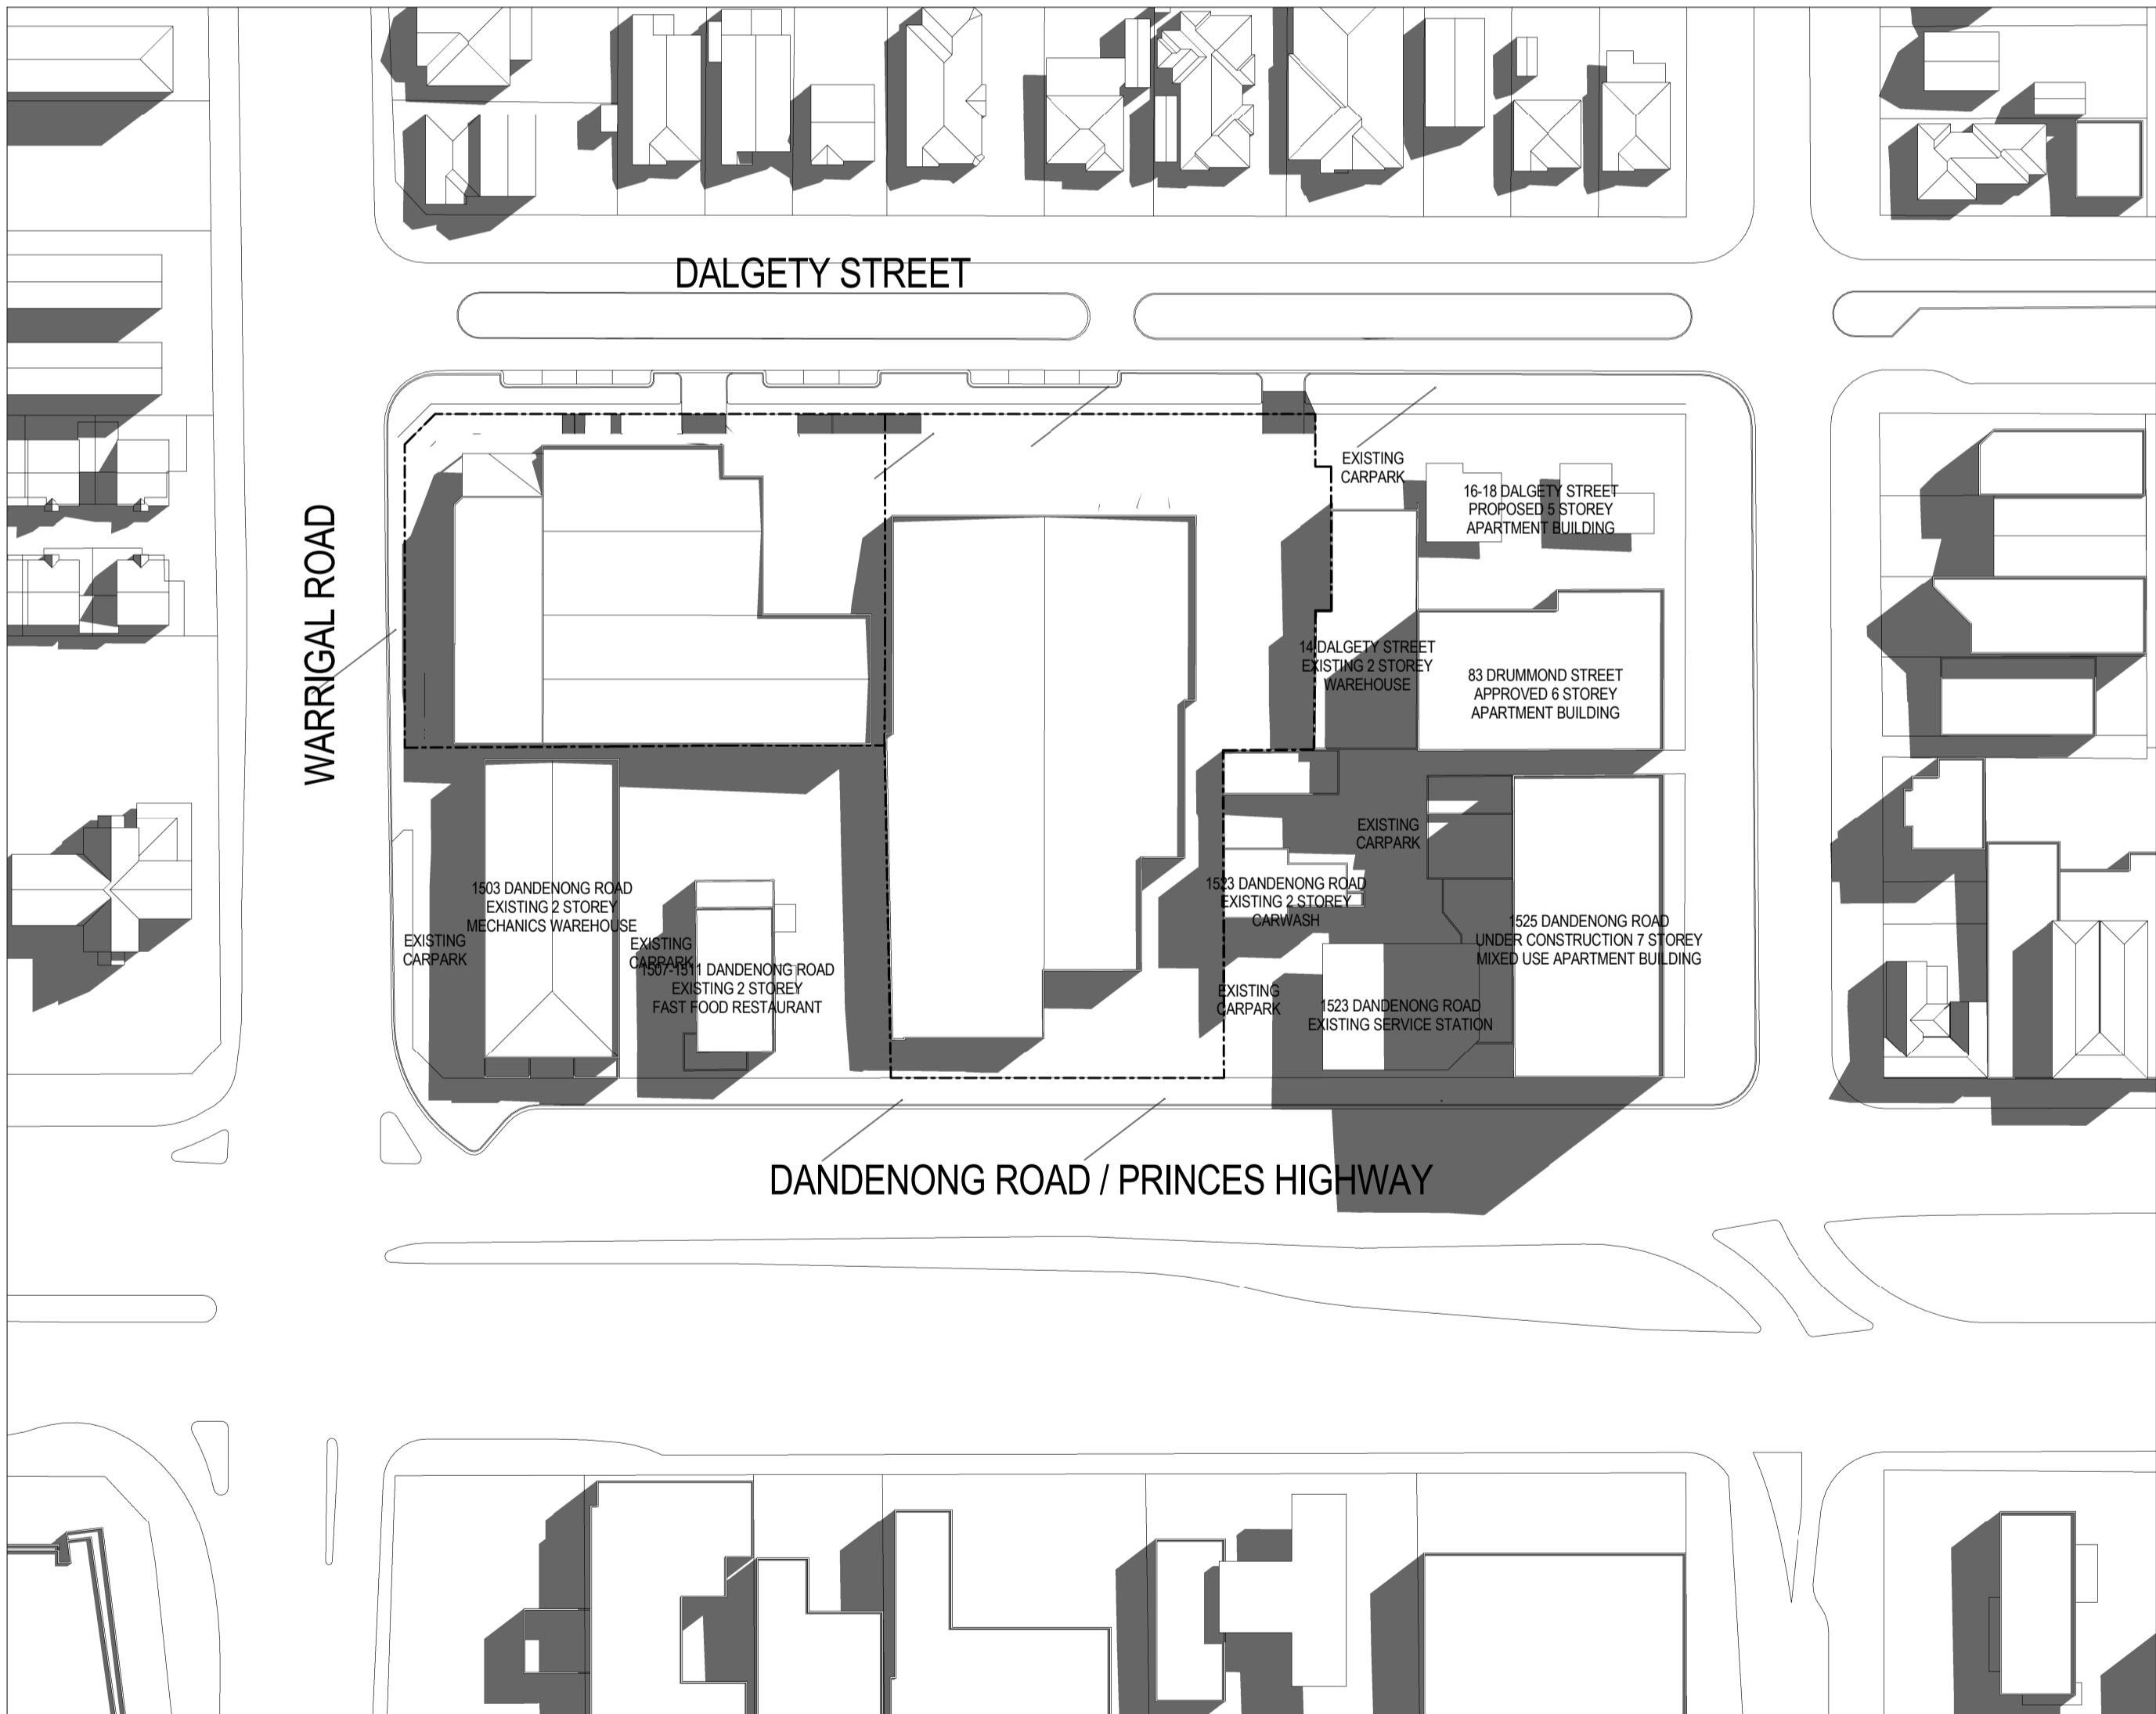 DALGETY STREET
WARRIGAL ROAD
EXISTING
CARPARK
16-18 DALGETY STREET
PROPOSED 5 STOREY
APARTMENT BUILDING
14 DALGETY STREET
EXISTING 2 STOREY
WAREHOUSE
83 DRUMMOND STREET
APPROVED 6 STOREY
APARTMENT BUILDING
EXISTING
CARPARK
1503 DANDENONG ROAD
EXISTING 2 STOREY
MECHANICS WAREHOUSE
EXISTING
CARPARK
EXISTING
CARPARK
1507-1511 DANDENONG ROAD
EXISTING 2 STOREY
FAST FOOD RESTAURANT
1523 DANDENONG ROAD
EXISTING 2 STOREY
CARWASH
1525 DANDENONG ROAD
UNDER CONSTRUCTION 7 STOREY
MIXED USE APARTMENT BUILDING
EXISTING
CARPARK
1523 DANDENONG ROAD
EXISTING SERVICE STATION
DANDENONG ROAD / PRINCES HIGHWAY